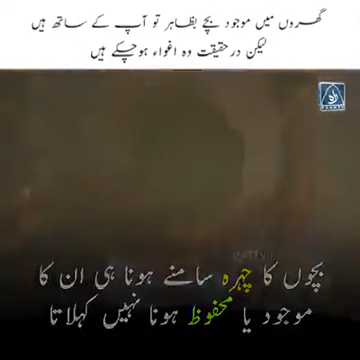 گھروں میں موجود بچے بظاہر تو آپ کے ساتھ ہیں
لیکن درحقیقت وہ اغواء ہوچکے ہیں
بچوں کا چہرہ سامنے ہونا ہی ان کا
موجود یا محفوظ ہونا نہیں کہلاتا